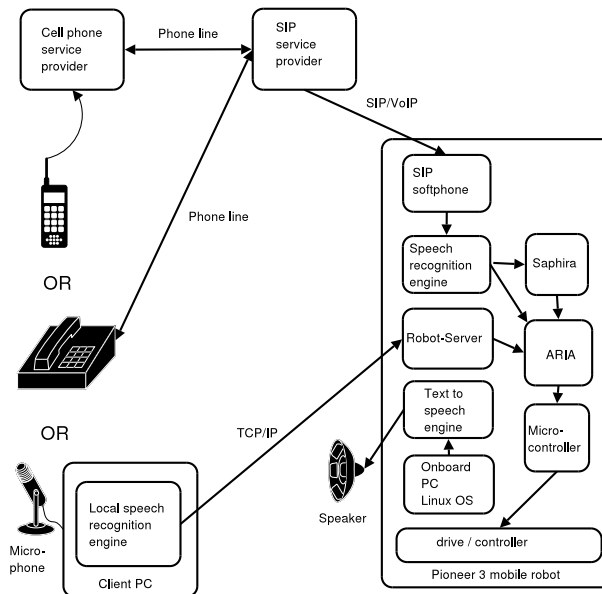 Cell phone
service
provider
Phone line
SIP
service
provider
SIP/VoIP
SIP
softphone
Phone line
OR
Speech
recognition
engine
Saphira
Robot-Server
ARIA
Text to
speech
engine
Micro-
controller
OR
TCP/IP
Onboard
PC
Linux OS
Speaker
Local speech
recognition
engine
Micro-
phone
Client PC
drive / controller
Pioneer 3 mobile robot